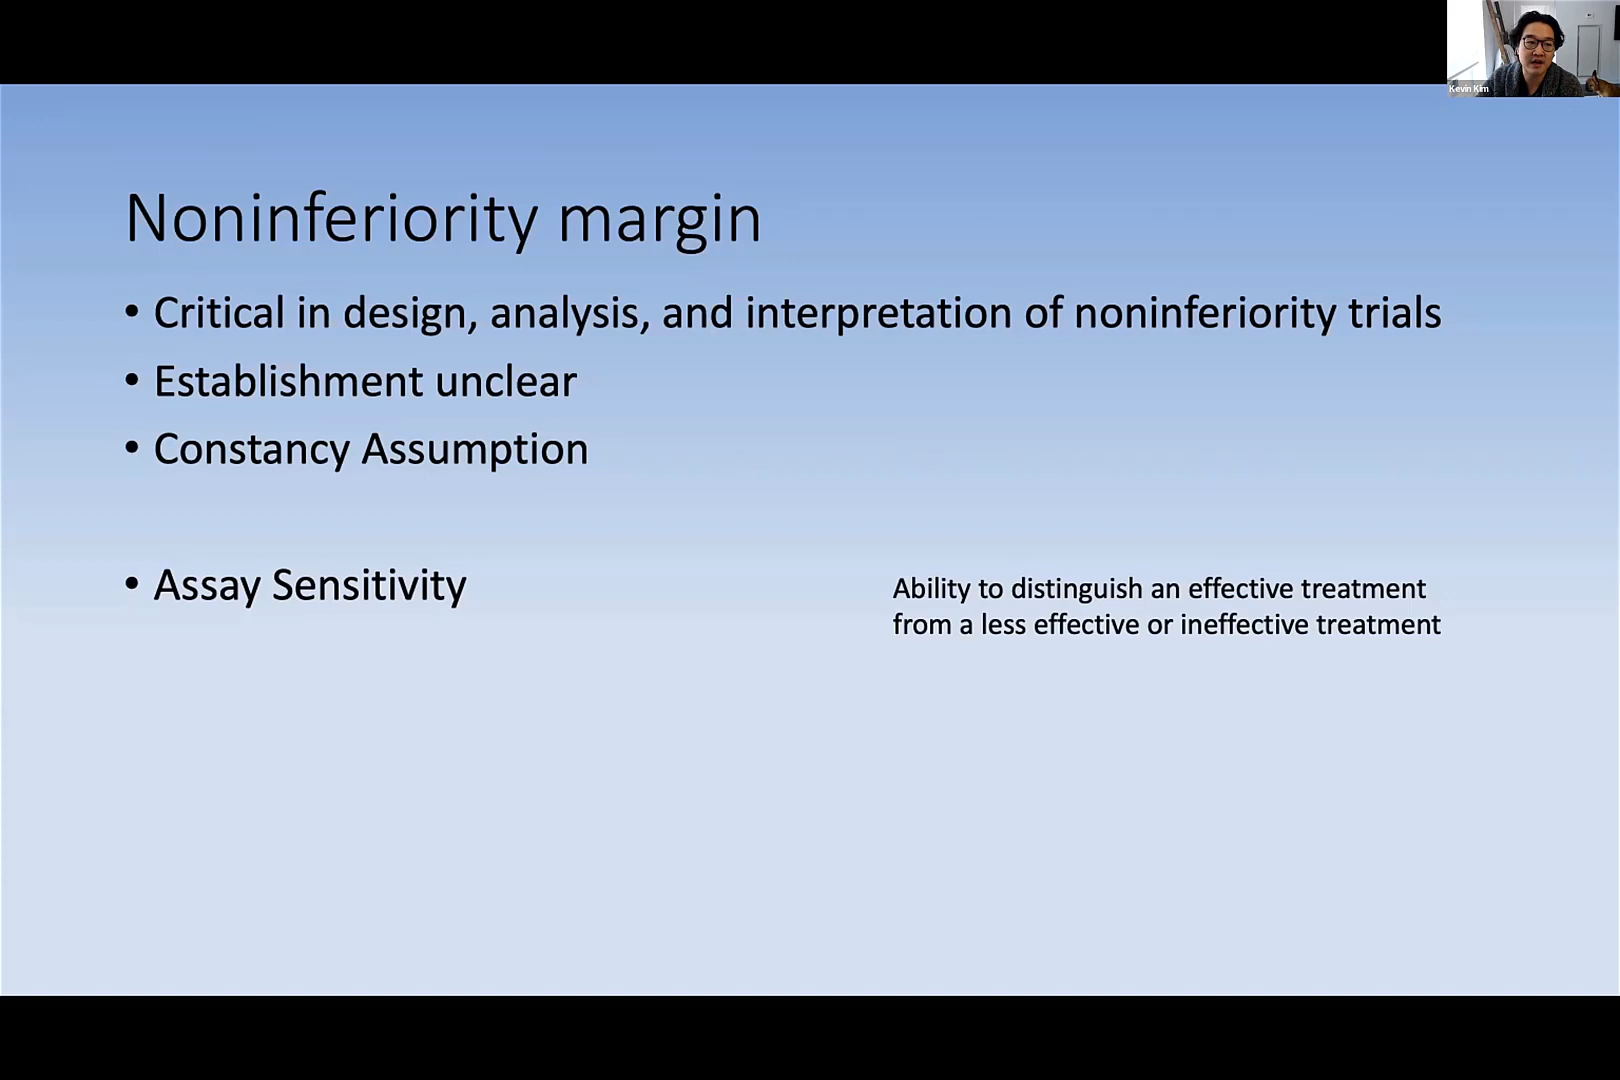 Kevin Kim
Noninferiority margin
• Critical in design, analysis, and interpretation of noninferiority trials
• Establishment unclear
• Constancy Assumption
• Assay Sensitivity
Ability to distinguish an effective treatment
from a less effective or ineffective treatment